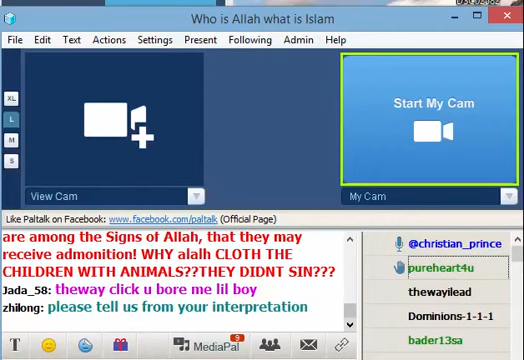 Who is Allah what is Islam
File Edit Text Actions Settings Present Following Admin Help
XL
L
M
S
Start My Cam
View Cam
My Cam
Like Paltalk on Facebook: www.facebook.com/paltalk (Official Page)
are among the Signs of Allah, that they may
receive admonition! WHY alalh CLOTH THE
CHILDREN WITH ANIMALS??THEY DIDNT SIN???
Jada_58: theway click u bore me lil boy
zhilong: please tell us from your interpretation
@christian_prince
pureheart4u
thewayilead
Dominions-1-1-1
bader13sa
T
MediaPal
9